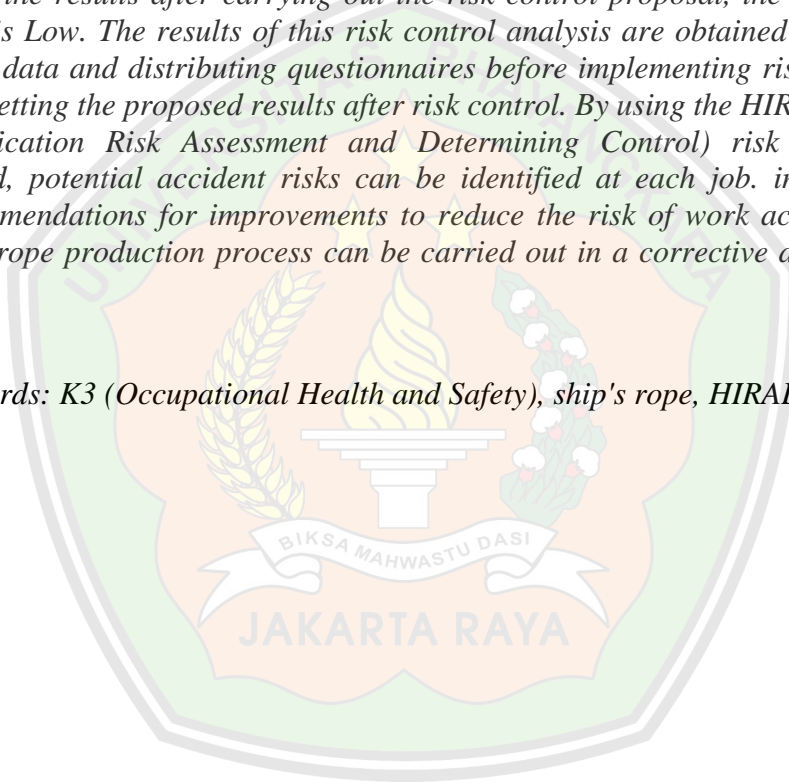 the results after carrying out the risk control proposal, the
is Low. The results of this risk control analysis are obtained
data and distributing questionnaires before implementing ris
etting the proposed results after risk control. By using the HIR
ication Risk Assessment and Determining Control) risk
d, potential accident risks can be identified at each job. in
mendations for improvements to reduce the risk of work ac
rope production process can be carried out in a corrective a
rds: K3 (Occupational Health and Safety), ship's rope, HIRA
UNIVERSITAS BHAYANGKARA
BIKSA MAHWASTU DASI
JAKARTA RAYA